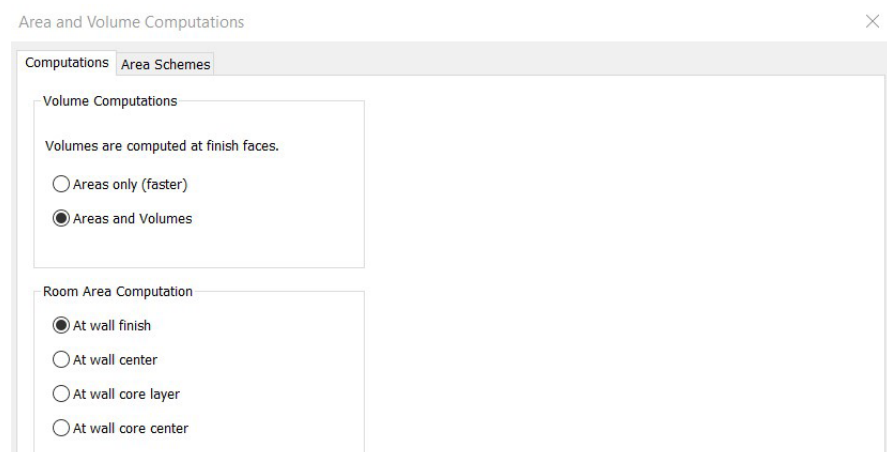 Area and Volume Computations
Computations
Area Schemes
Volume Computations
Volumes are computed at finish faces.
Areas only (faster)
Areas and Volumes
Room Area Computation
At wall finish
At wall center
At wall core layer
At wall core center